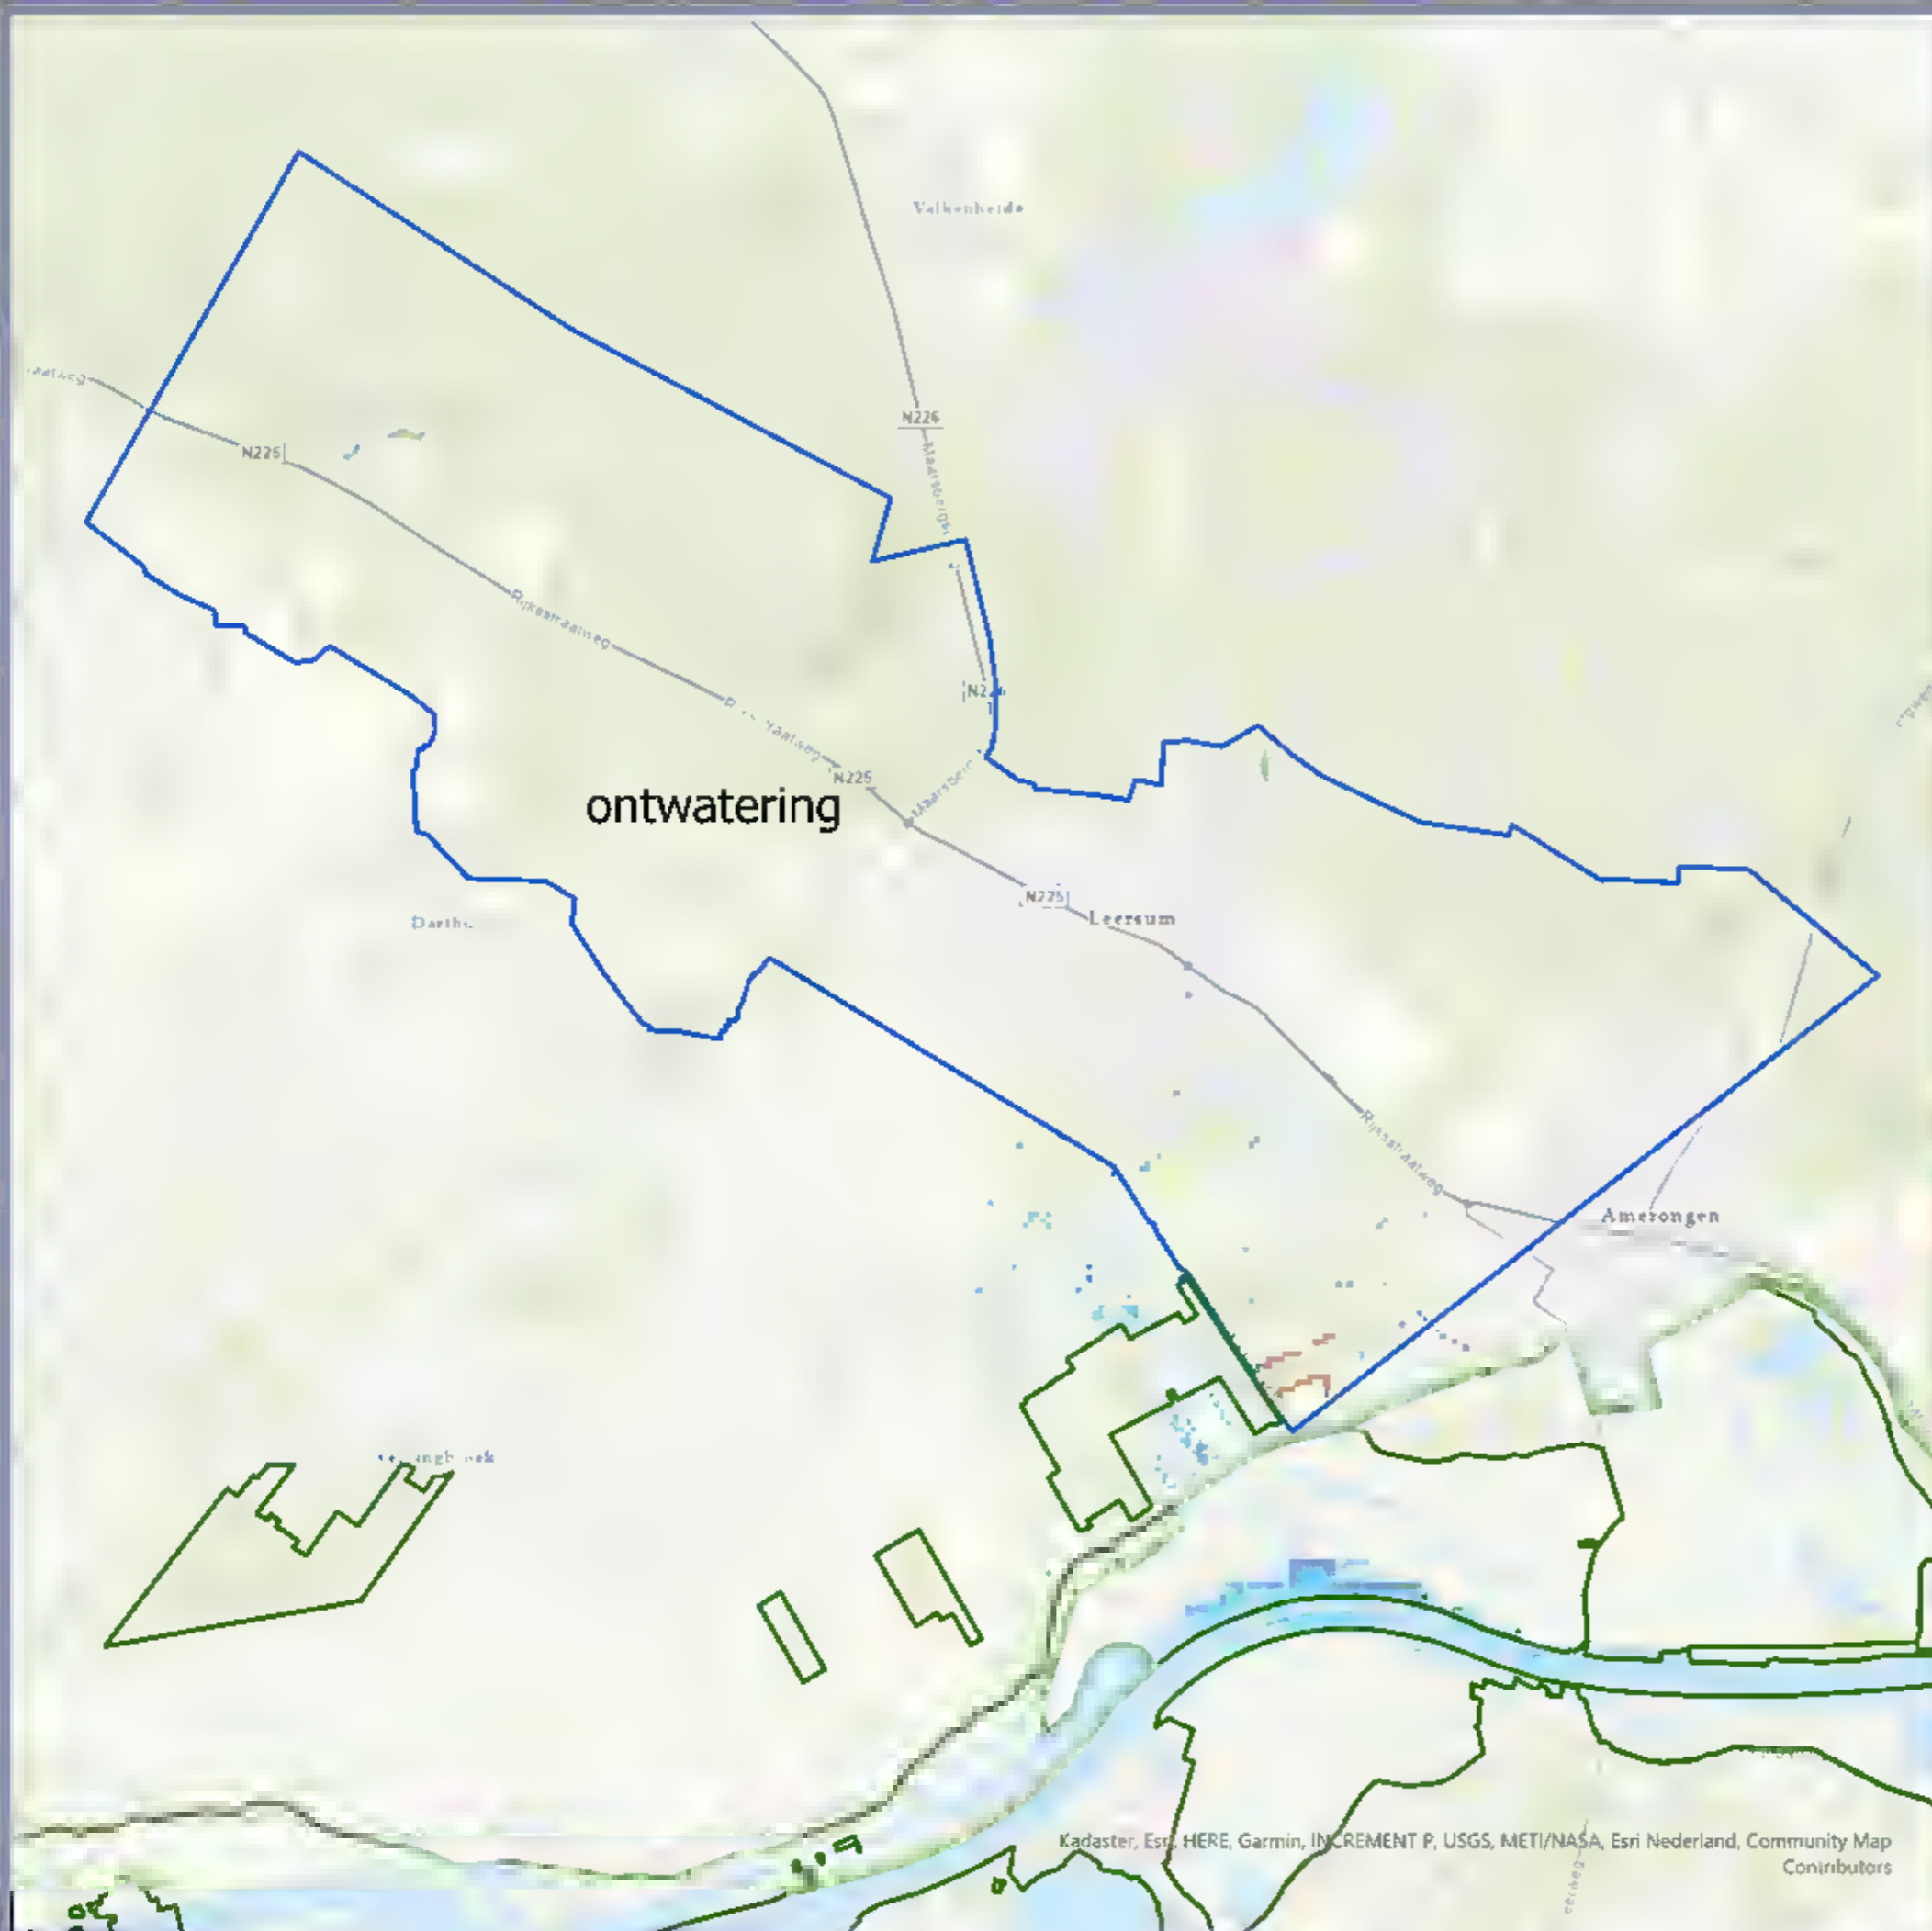 Valkenheide
N226
N225
Rijksstraatweg
N225
ontwatering
N225
Leersum
Rijksstraatweg
Amerongen
Kadaster, Esri, HERE, Garmin, INCREMENT P, USGS, METI/NASA, Esri Nederland, Community Map
Contributors